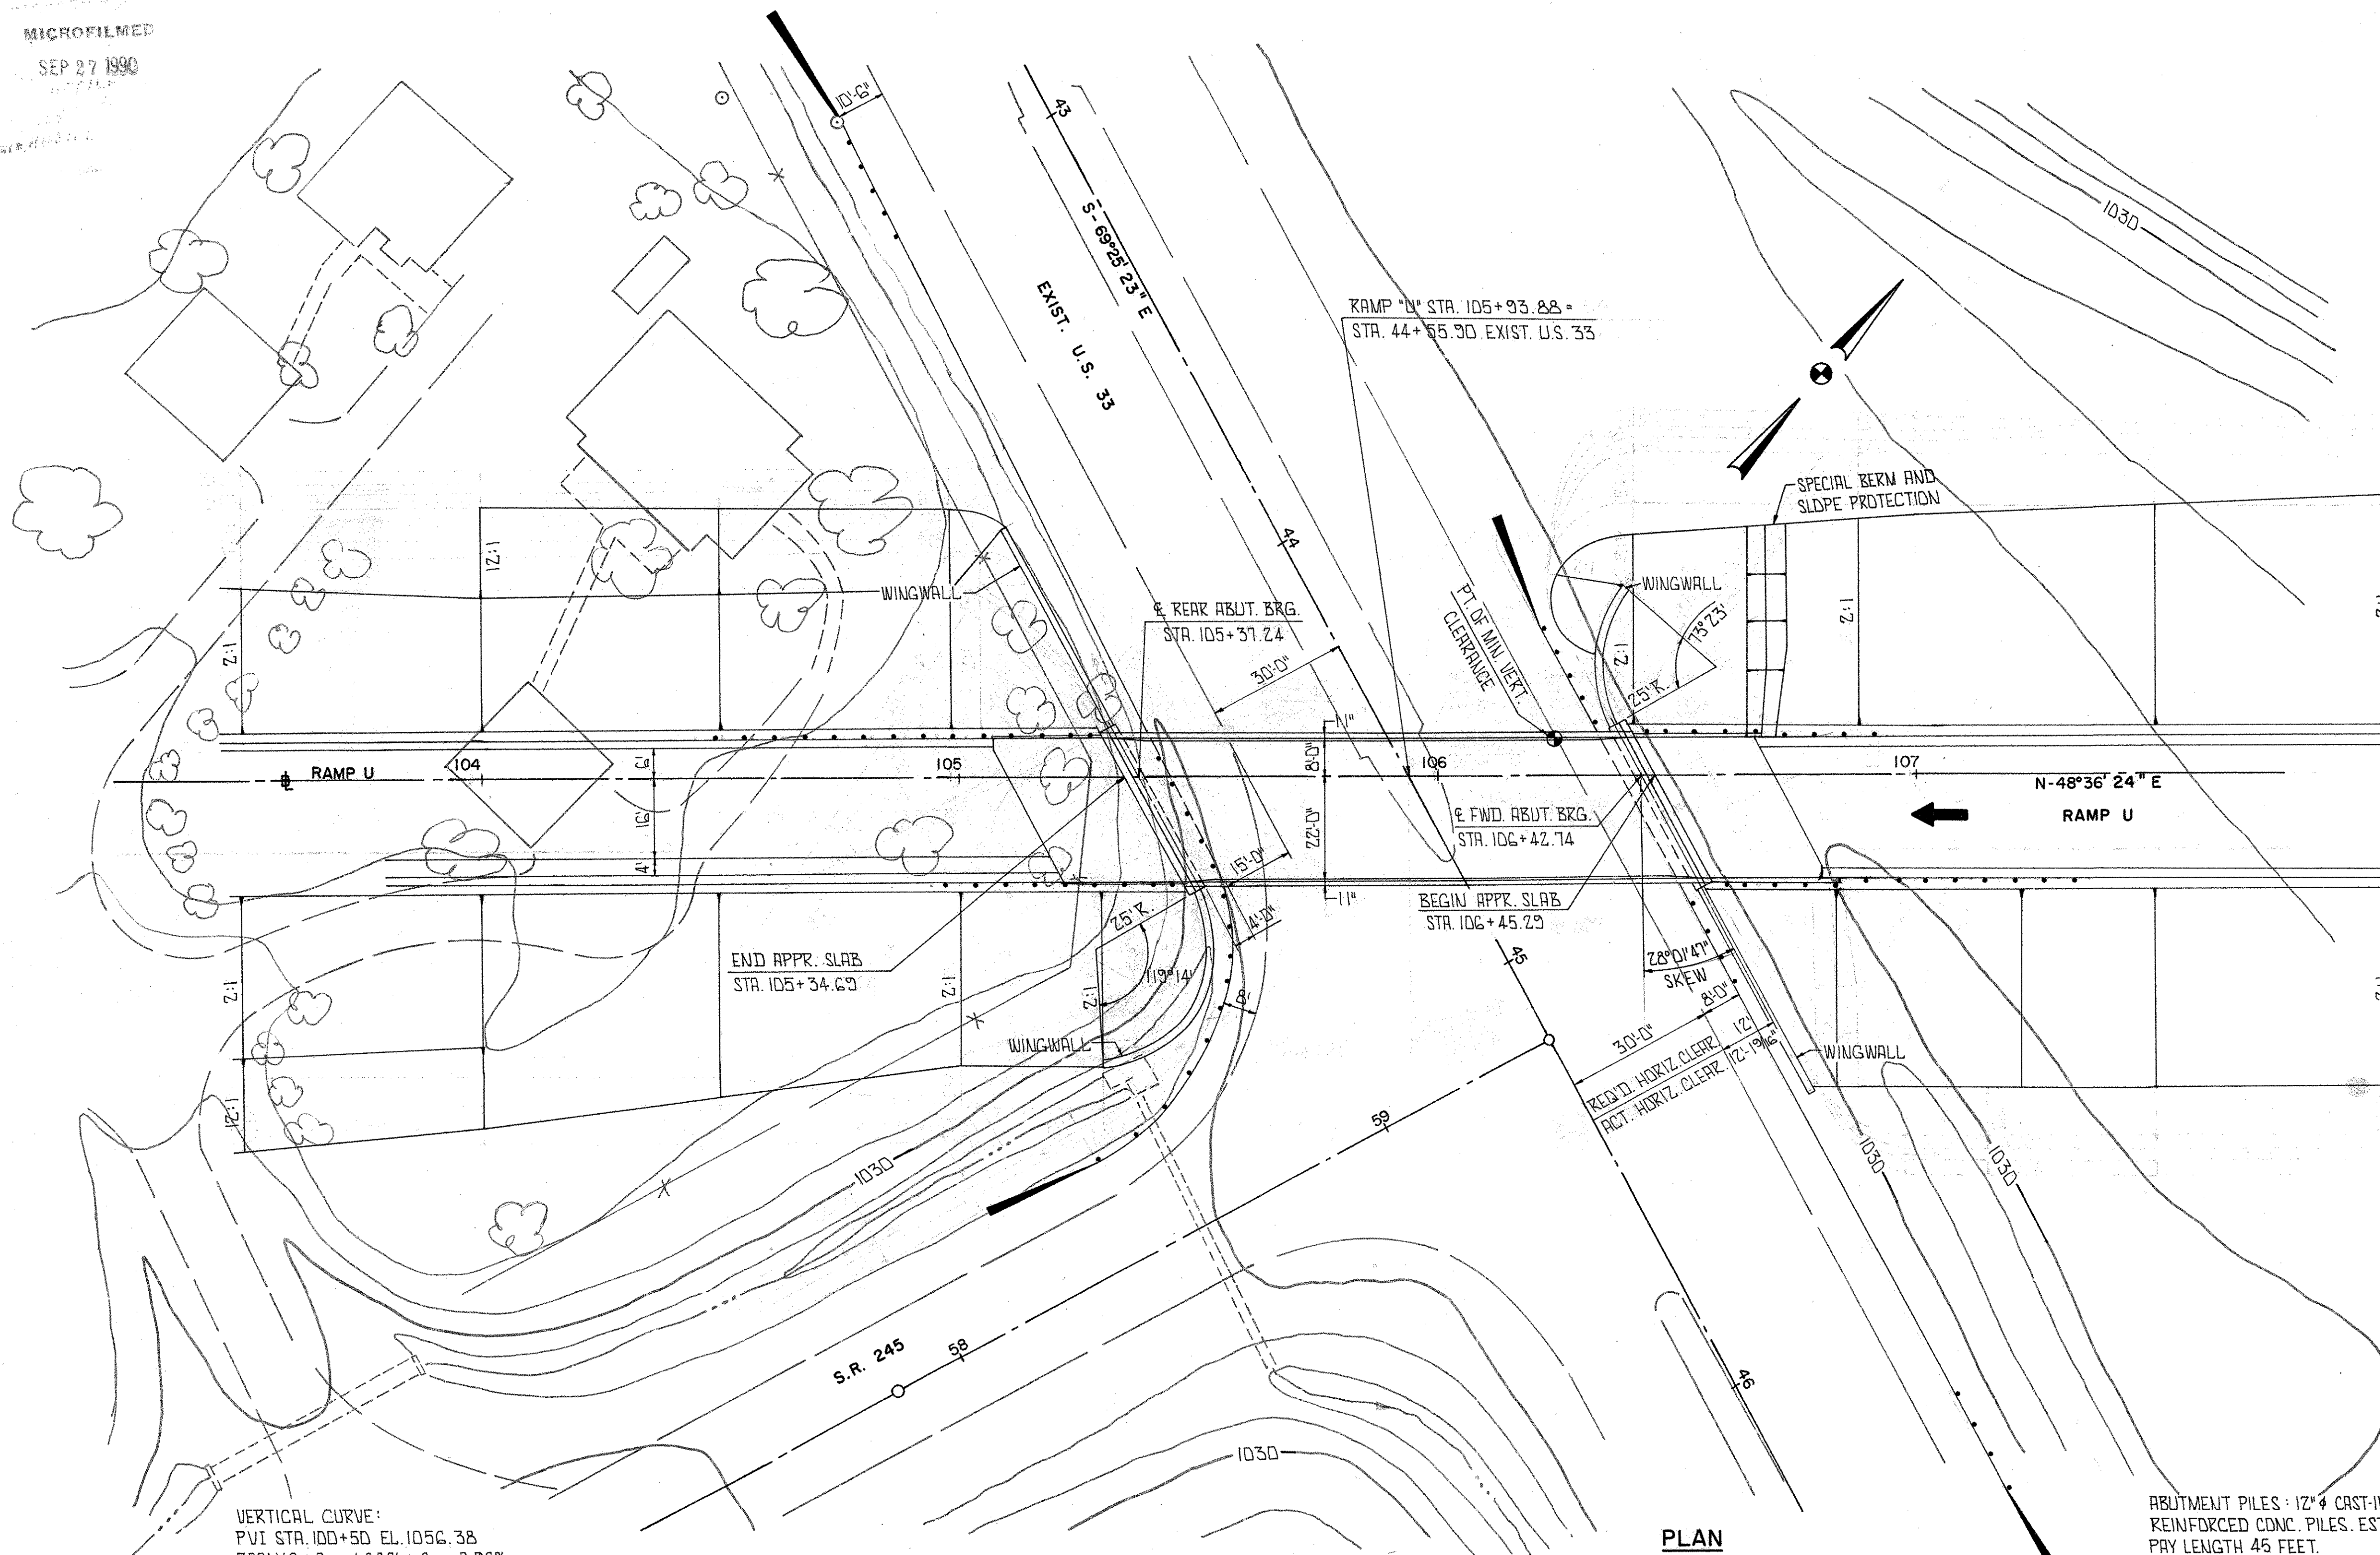 MICROFILMED
SEP 27 1990
10'-6"
43
S-69°25'23" E
EXIST. U.S. 33
RAMP "U" STA. 105+93.88 =
STA. 44+55.90 EXIST. U.S. 33
1030
SPECIAL BERM AND
SLOPE PROTECTION
44
WINGWALL
℄ REAR ABUT. BRG.
STA. 105+37.24
30'-0"
PT. OF MIN. VERT.
CLEARANCE
WINGWALL
73°23'
25' R.
1:2
1:2
1:2
1:2
11"
8'-0"
℄ RAMP U
104
6'
105
106
107
N-48°36'24" E
RAMP U
16'
4'
22'-0"
11"
15'-0"
4'-0"
℄ FWD. ABUT. BRG.
STA. 106+42.74
BEGIN APPR. SLAB
STA. 106+45.29
END APPR. SLAB
STA. 105+34.69
25' R.
119°14'
1:2
1:2
1:2
1:2
8'
45
28°01'47"
SKEW
8'-0"
30'-0"
12'
REQ'D. HORIZ. CLEAR.
ACT. HORIZ. CLEAR.
WINGWALL
WINGWALL
59
1030
1030
1030
S.R. 245
58
46
1030
VERTICAL CURVE:
PVI STA. 100+50 EL. 1056.38
PLAN
ABUTMENT PILES: 12"⌀ CAST-I
REINFORCED CONC. PILES. ES
PAY LENGTH 45 FEET.